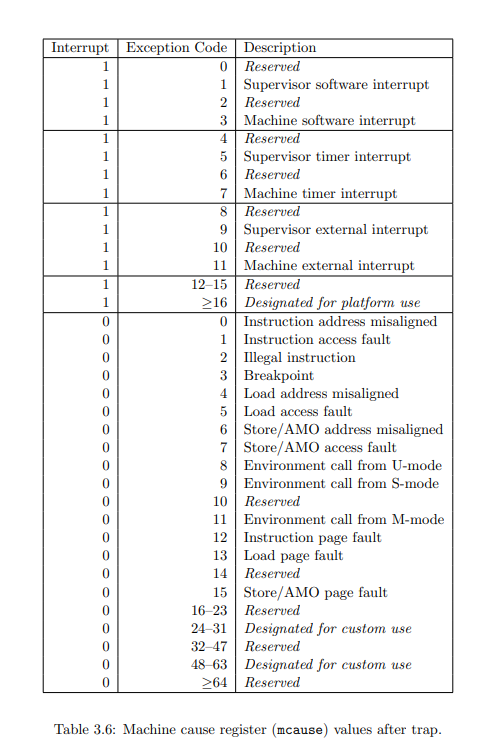 Interrupt Exception Code Description
1 0 Reserved
1 1 Supervisor software interrupt
1 2 Reserved
1 3 Machine software interrupt
1 4 Reserved
1 5 Supervisor timer interrupt
1 6 Reserved
1 7 Machine timer interrupt
1 8 Reserved
1 9 Supervisor external interrupt
1 10 Reserved
1 11 Machine external interrupt
1 12–15 Reserved
1 ≥16 Designated for platform use
0 0 Instruction address misaligned
0 1 Instruction access fault
0 2 Illegal instruction
0 3 Breakpoint
0 4 Load address misaligned
0 5 Load access fault
0 6 Store/AMO address misaligned
0 7 Store/AMO access fault
0 8 Environment call from U-mode
0 9 Environment call from S-mode
0 10 Reserved
0 11 Environment call from M-mode
0 12 Instruction page fault
0 13 Load page fault
0 14 Reserved
0 15 Store/AMO page fault
0 16–23 Reserved
0 24–31 Designated for custom use
0 32–47 Reserved
0 48–63 Designated for custom use
0 ≥64 Reserved
Table 3.6: Machine cause register (mcause) values after trap.